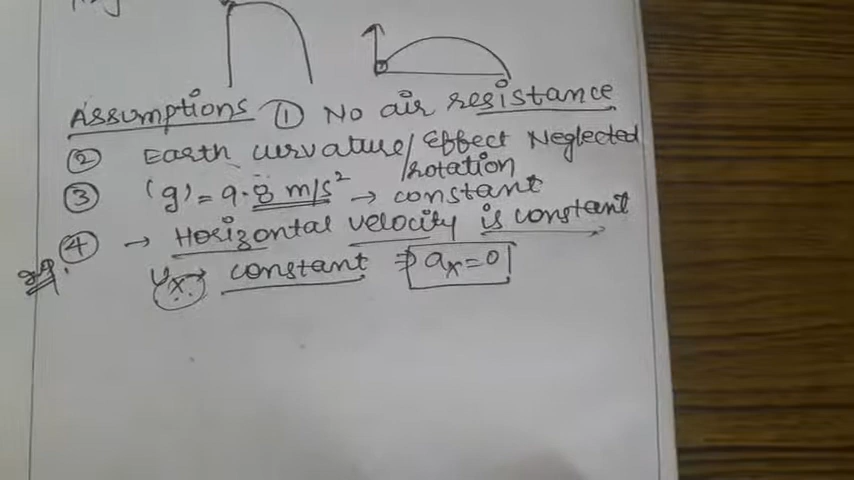 Assumptions ① No air resistance
② Earth curvature/ Effect Neglected
/rotation
③ 'g' = 9.8 m/s² → constant
④ → Horizontal velocity is constant
constant ⇒ ax=0